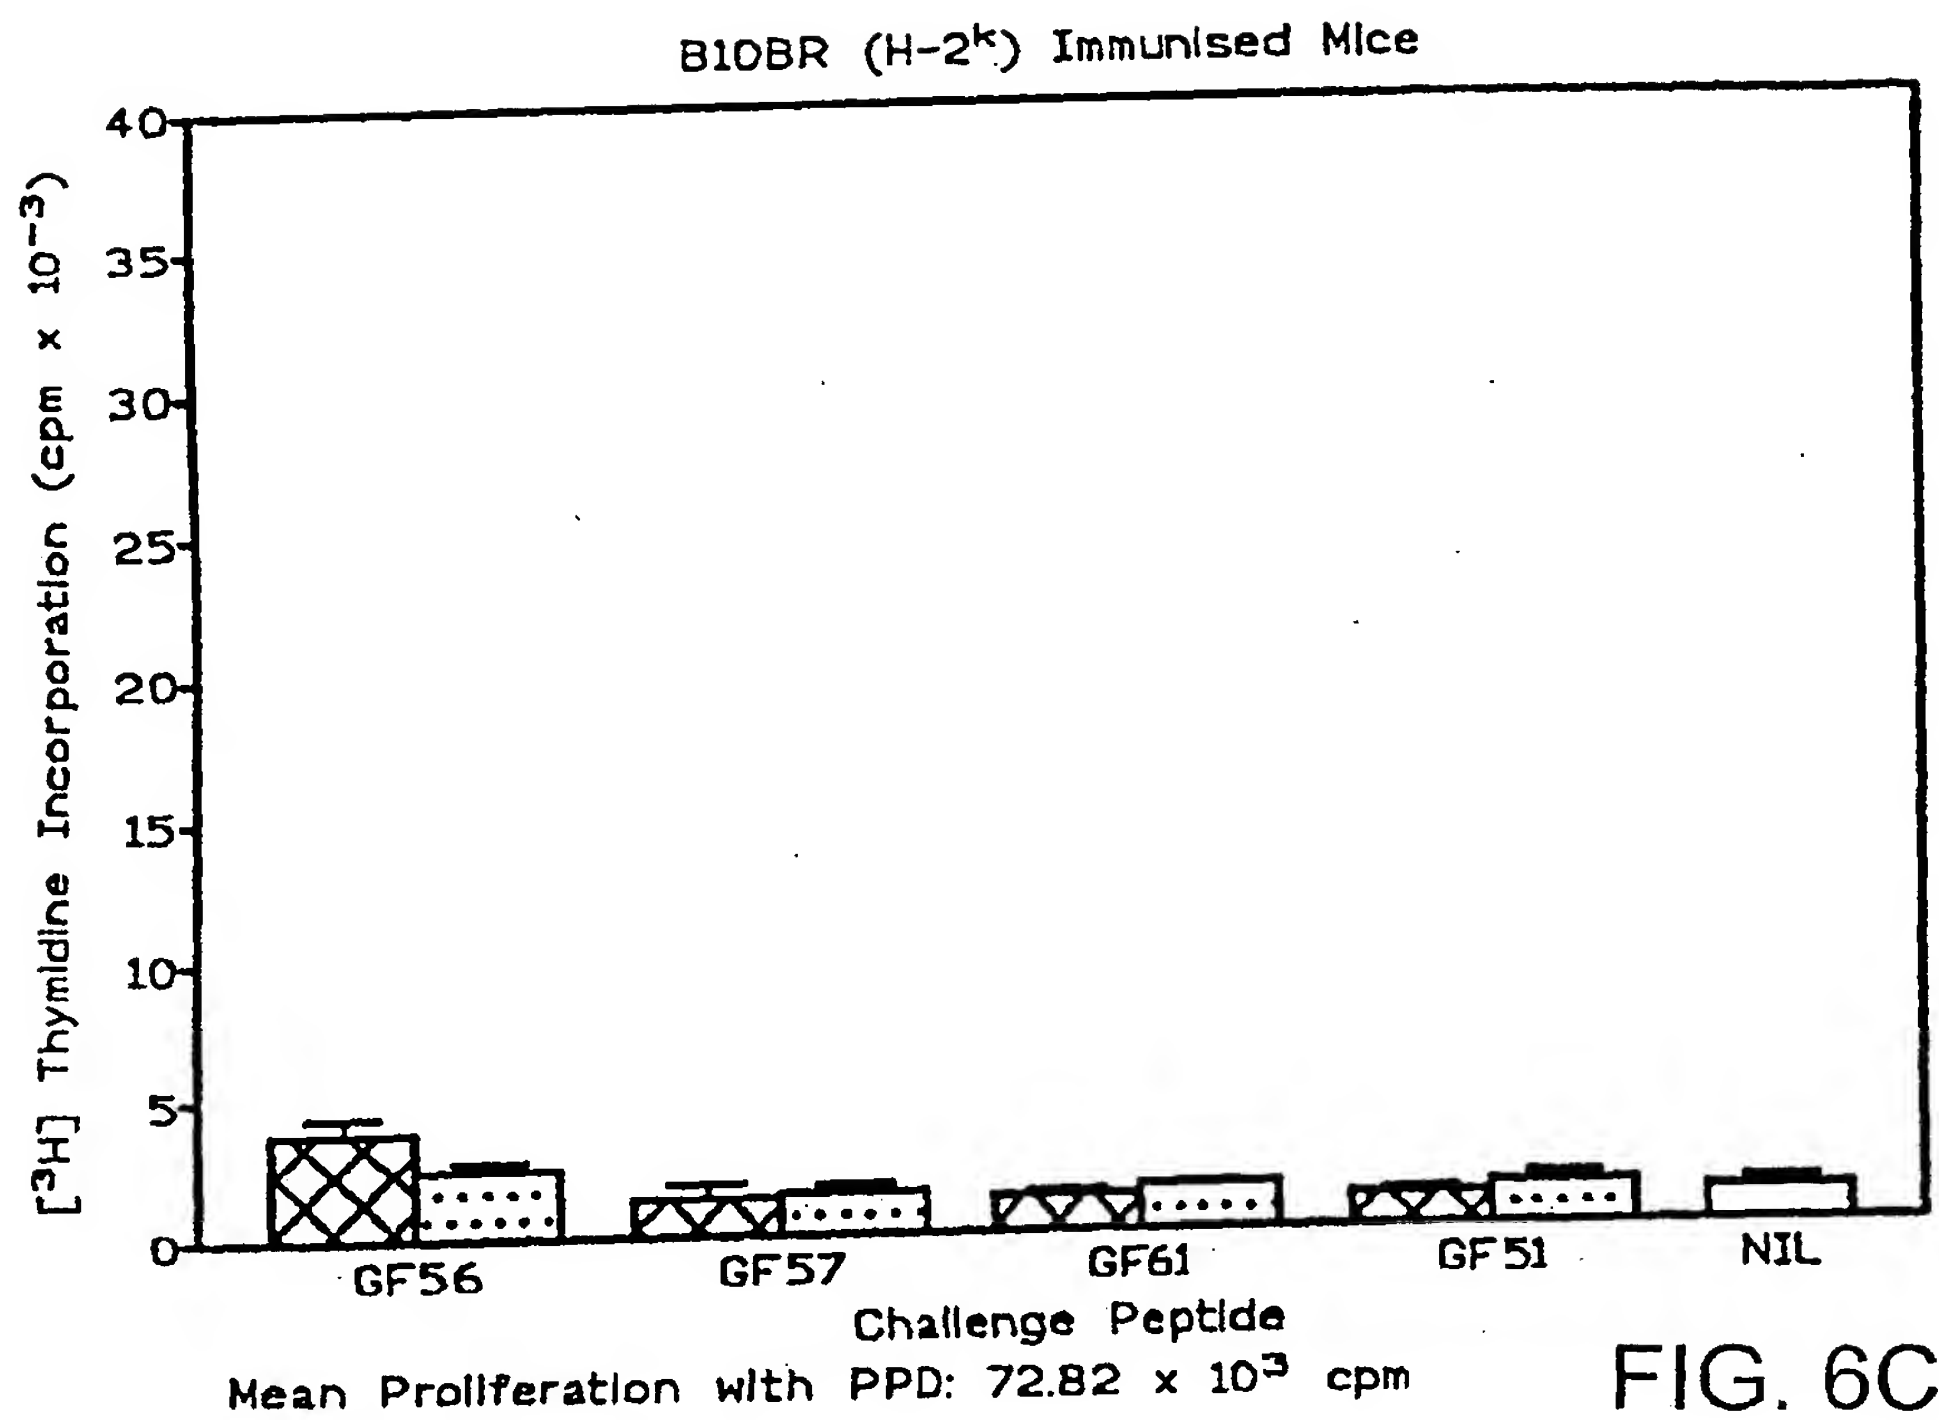 B10BR (H-2ᵏ) Immunised Mice
[³H] Thymidine Incorporation (cpm x 10⁻³)
40
35
30
25
20
15
10
5
0
GF56 GF57 GF61 GF51 NIL
Challenge Peptide
Mean Proliferation with PPD: 72.82 x 10³ cpm
FIG. 6C